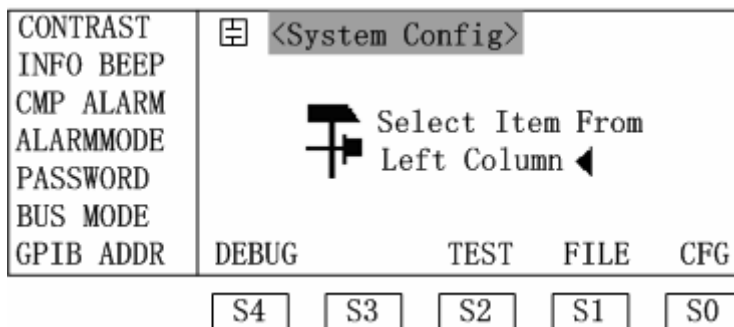 CONTRAST
INFO BEEP
CMP ALARM
ALARMMODE
PASSWORD
BUS MODE
GPIB ADDR
<System Config>
Select Item From
Left Column
DEBUG TEST FILE CFG
S4 S3 S2 S1 S0